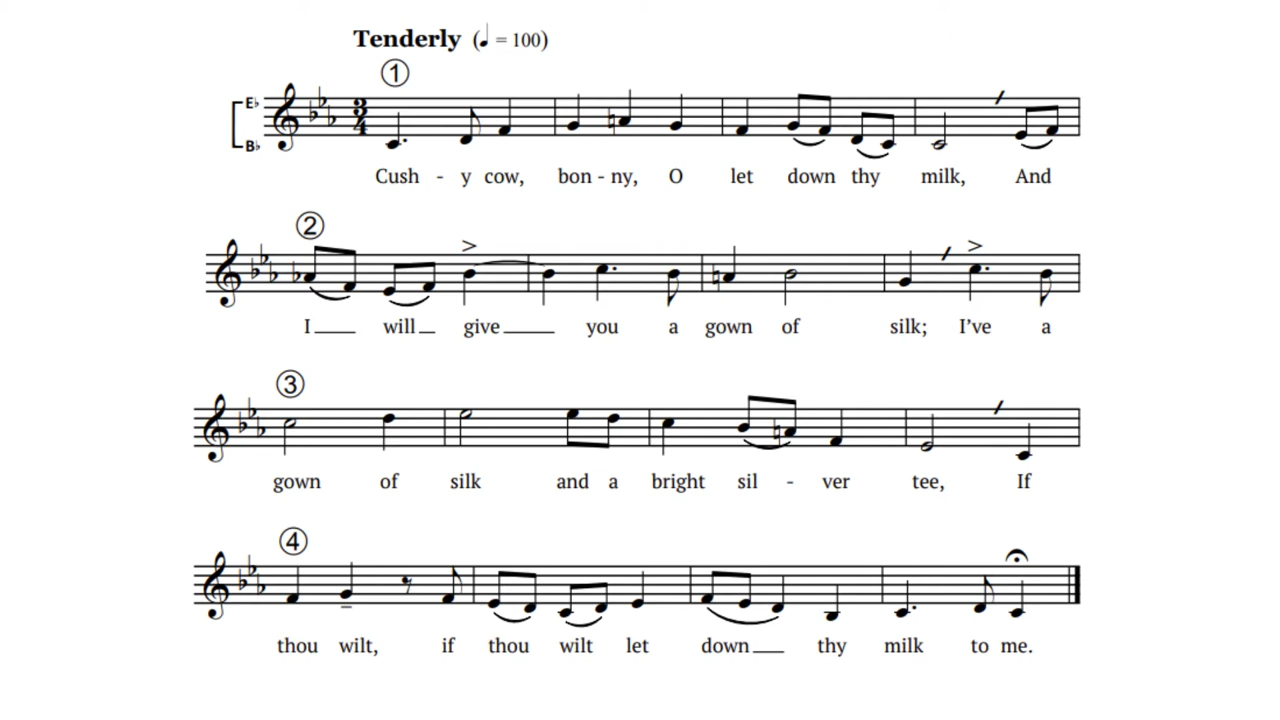 Tenderly (♩ = 100)
①
E♭
3
4
B♭
Cush - y cow, bon - ny, O let down thy milk, And
②
I will give you a gown of silk; I've a
③
gown of silk and a bright sil - ver tee, If
④
thou wilt, if thou wilt let down thy milk to me.